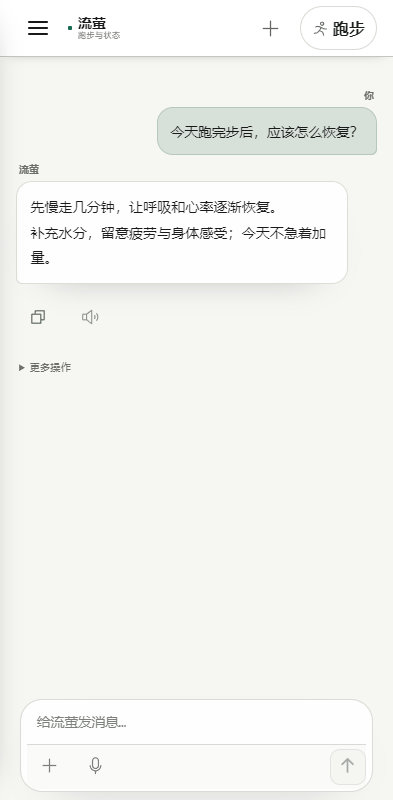 流萤
跑步与状态
跑步
你
今天跑完步后，应该怎么恢复？
流萤
先慢走几分钟，让呼吸和心率逐渐恢复。
补充水分，留意疲劳与身体感受；今天不急着加
量。
更多操作
给流萤发消息...